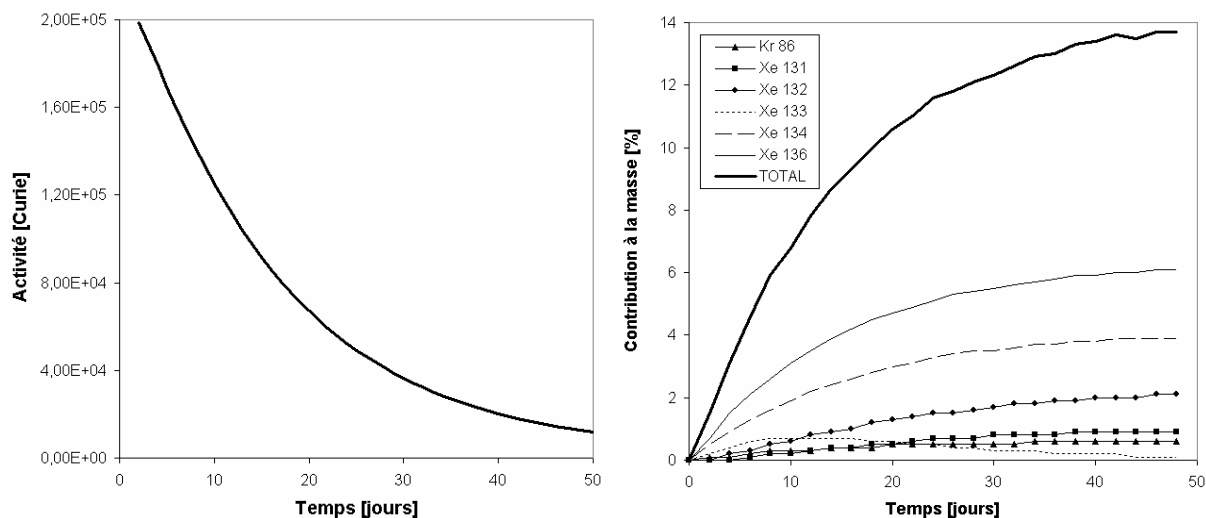 2,00E+05
1,60E+05
1,20E+05
8,00E+04
4,00E+04
0,00E+00
Activité [Curie]
0 10 20 30 40 50
Temps [jours]
14
12
10
8
6
4
2
0
Contribution à la masse [%]
Kr 86
Xe 131
Xe 132
Xe 133
Xe 134
Xe 136
TOTAL
0 10 20 30 40 50
Temps [jours]